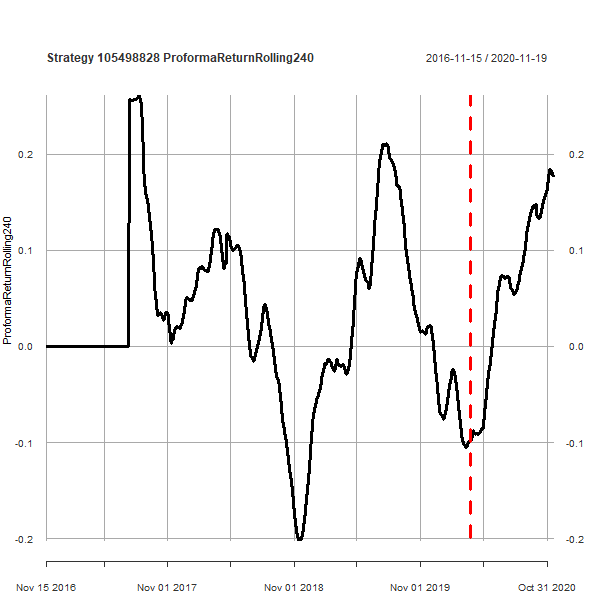 Strategy 105498828 ProformaReturnRolling240
2016-11-15 / 2020-11-19
ProformaReturnRolling240
0.2 0.2
0.1 0.1
0.0 0.0
-0.1 -0.1
-0.2 -0.2
Nov 15 2016 Nov 01 2017 Nov 01 2018 Nov 01 2019 Oct 31 2020